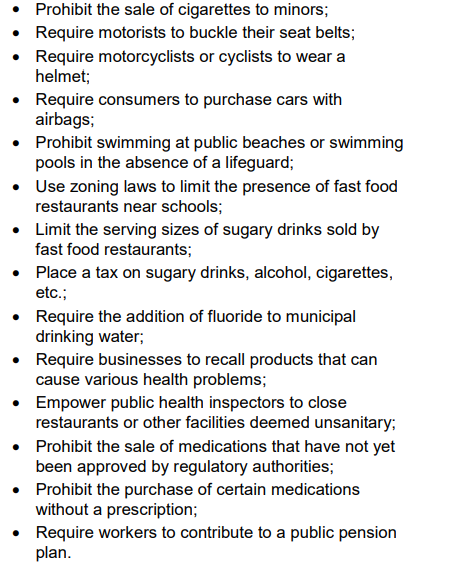 • Prohibit the sale of cigarettes to minors;
• Require motorists to buckle their seat belts;
• Require motorcyclists or cyclists to wear a
helmet;
• Require consumers to purchase cars with
airbags;
• Prohibit swimming at public beaches or swimming
pools in the absence of a lifeguard;
• Use zoning laws to limit the presence of fast food
restaurants near schools;
• Limit the serving sizes of sugary drinks sold by
fast food restaurants;
• Place a tax on sugary drinks, alcohol, cigarettes,
etc.;
• Require the addition of fluoride to municipal
drinking water;
• Require businesses to recall products that can
cause various health problems;
• Empower public health inspectors to close
restaurants or other facilities deemed unsanitary;
• Prohibit the sale of medications that have not yet
been approved by regulatory authorities;
• Prohibit the purchase of certain medications
without a prescription;
• Require workers to contribute to a public pension
plan.